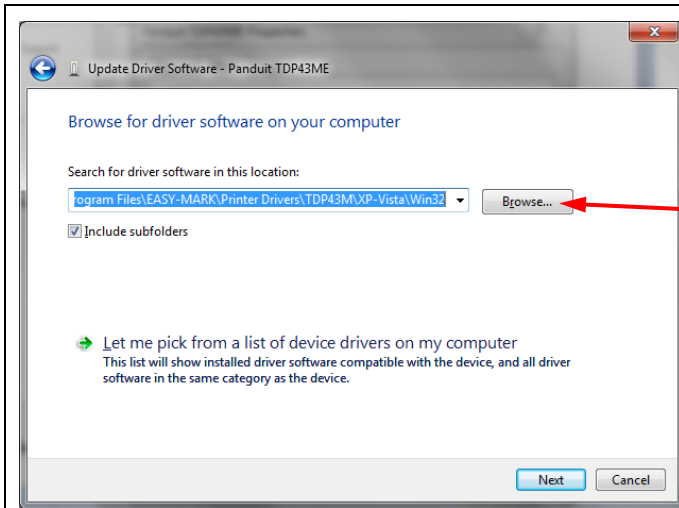 Panduit TDP43ME Properties
Update Driver Software - Panduit TDP43ME
Browse for driver software on your computer
Search for driver software in this location:
rogram Files\EASY-MARK\Printer Drivers\TDP43M\XP-Vista\Win32
Browse...
Include subfolders
Let me pick from a list of device drivers on my computer
This list will show installed driver software compatible with the device, and all driver
software in the same category as the device.
Next
Cancel